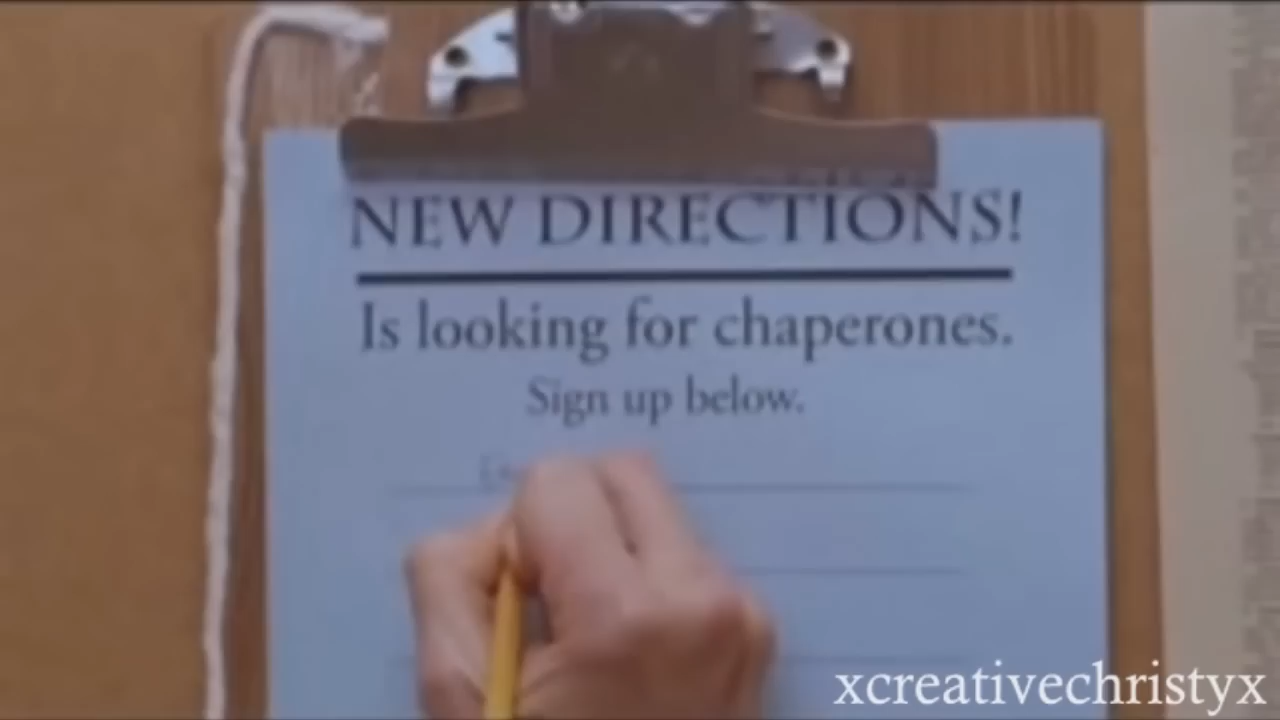 NEW DIRECTIONS!
Is looking for chaperones.
Sign up below.
xcreativechristyx